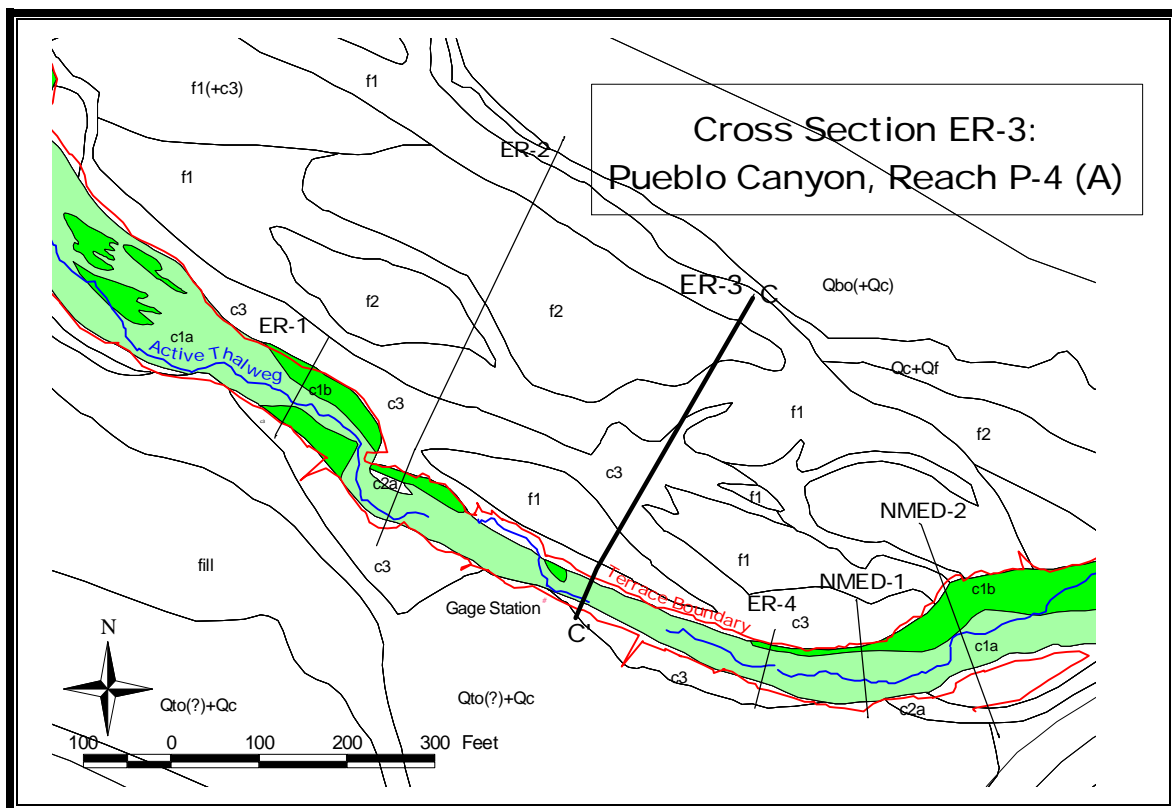 Cross Section ER-3:
Pueblo Canyon, Reach P-4 (A)
f1(+c3)
f1
ER-2
f1
ER-3 C
Qbo(+Qc)
f2
f2
c3
ER-1
c1a
Active Thalweg
c1b
c3
Qc+Qf
f1
f2
c3
c2a
f1
f1
NMED-2
fill
c3
f1
Terrace Boundary
NMED-1
c1b
Gage Station
ER-4
c3
C'
c1a
c3
c2a
N
Qto(?)+Qc
Qto(?)+Qc
100 0 100 200 300 Feet